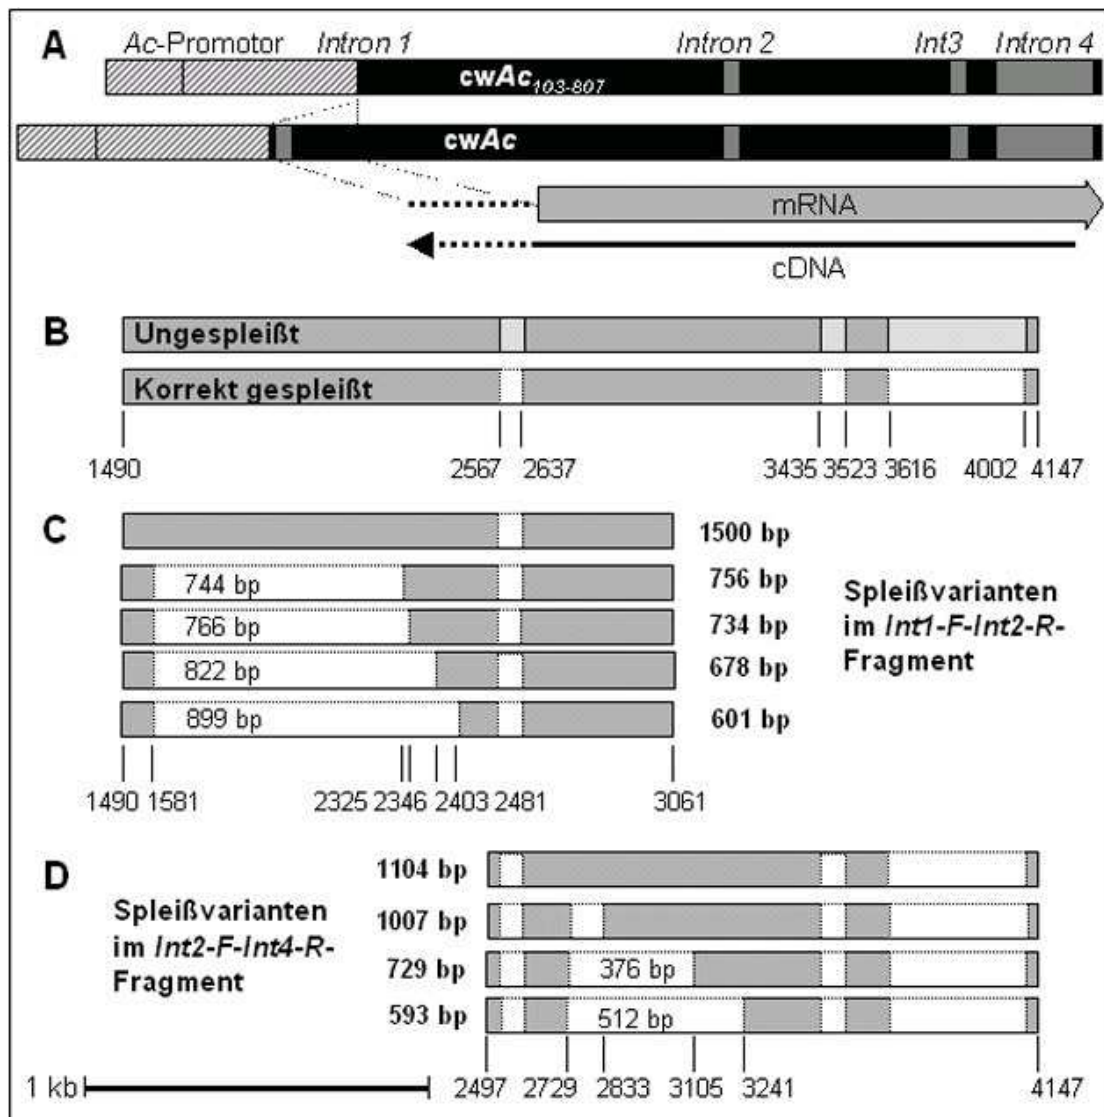 A
Ac-Promotor Intron 1 Intron 2 Int3 Intron 4
cwAc103-807
cwAc
mRNA
cDNA
B
Ungespleißt
Korrekt gespleißt
1490 2567 2637 3435 3523 3616 4002 4147
C
1500 bp
744 bp 756 bp
766 bp 734 bp
822 bp 678 bp
899 bp 601 bp
Spleißvarianten
im Int1-F-Int2-R-
Fragment
1490 1581 2325 2346 2403 2481 3061
D
Spleißvarianten
im Int2-F-Int4-R-
Fragment
1104 bp
1007 bp
729 bp 376 bp
593 bp 512 bp
1 kb
2497 2729 2833 3105 3241 4147